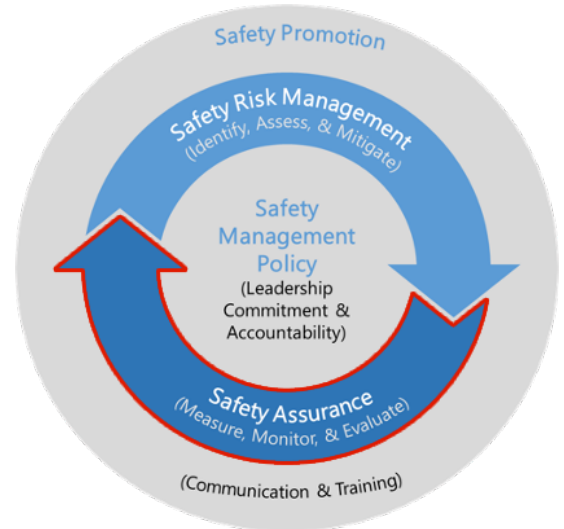 Safety Promotion
Safety Risk Management
(Identify, Assess, & Mitigate)
Safety
Management
Policy
(Leadership
Commitment &
Accountability)
Safety Assurance
(Measure, Monitor, & Evaluate)
(Communication & Training)